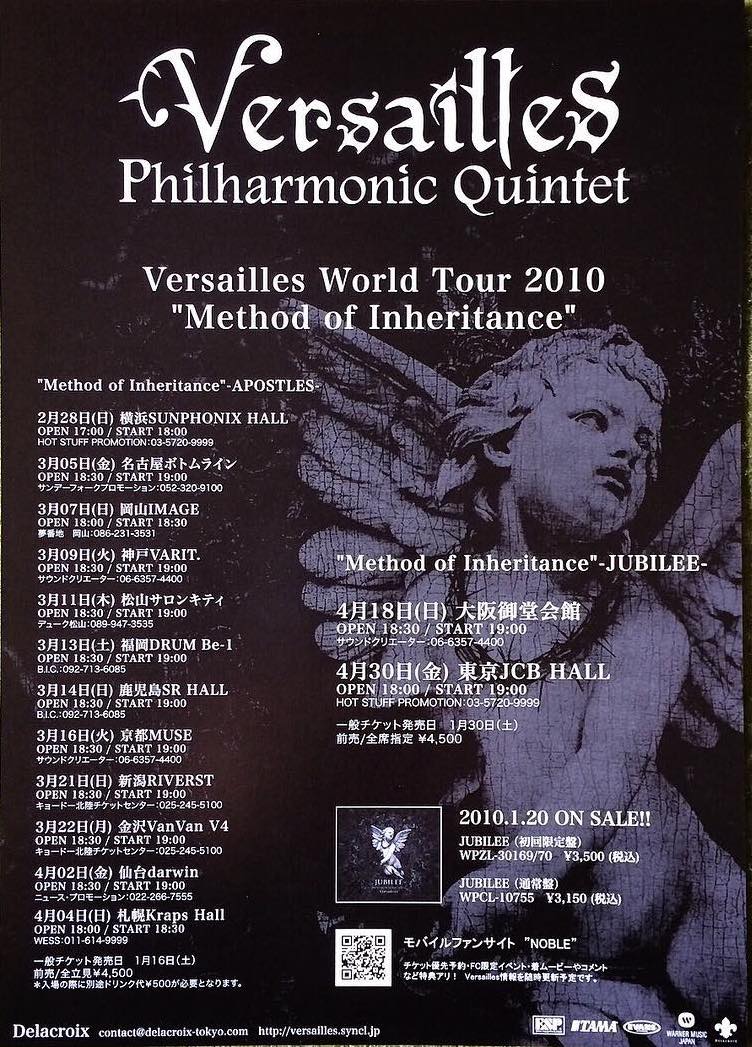 Versailles
Philharmonic Quintet
Versailles World Tour 2010
"Method of Inheritance"
"Method of Inheritance"-APOSTLES-
2月28日(日) 横浜SUNPHONIX HALL
OPEN 17:00 / START 18:00
HOT STUFF PROMOTION:03-5720-9999
3月05日(金) 名古屋ボトムライン
OPEN 18:30 / START 19:00
サンデーフォークプロモーション:052-320-9100
3月07日(日) 岡山IMAGE
OPEN 18:00 / START 18:30
夢番地 岡山:086-231-3531
3月09日(火) 神戸VARIT.
OPEN 18:30 / START 19:00
サウンドクリエーター:06-6357-4400
3月11日(木) 松山サロンキティ
OPEN 18:30 / START 19:00
デューク松山:089-947-3535
3月13日(土) 福岡DRUM Be-1
OPEN 18:30 / START 19:00
B.I.C.:092-713-6085
3月14日(日) 鹿児島SR HALL
OPEN 18:30 / START 19:00
B.I.C.:092-713-6085
3月16日(火) 京都MUSE
OPEN 18:30 / START 19:00
サウンドクリエーター:06-6357-4400
3月21日(日) 新潟RIVERST
OPEN 18:30 / START 19:00
キョードー北陸チケットセンター:025-245-5100
3月22日(月) 金沢VanVan V4
OPEN 18:30 / START 19:00
キョードー北陸チケットセンター:025-245-5100
4月02日(金) 仙台darwin
OPEN 18:30 / START 19:00
ニュース・プロモーション:022-266-7555
4月04日(日) 札幌Kraps Hall
OPEN 18:00 / START 18:30
WESS:011-614-9999
一般チケット発売日 1月16日(土)
前売/全立見¥4,500
＊入場の際に別途ドリンク代¥500が必要となります。
"Method of Inheritance"-JUBILEE-
4月18日(日) 大阪御堂会館
OPEN 18:30 / START 19:00
サウンドクリエーター:06-6357-4400
4月30日(金) 東京JCB HALL
OPEN 18:00 / START 19:00
HOT STUFF PROMOTION:03-5720-9999
一般チケット発売日 1月30日(土)
前売/全席指定 ¥4,500
JUBILEE
2010.1.20 ON SALE!!
JUBILEE (初回限定盤)
WPZL-30169/70 ¥3,500 (税込)
JUBILEE (通常盤)
WPCL-10755 ¥3,150 (税込)
モバイルファンサイト "NOBLE"
チケット優先予約・FC限定イベント・着ムービーやコメント
など特典アリ！ Versailles情報を随時更新予定です。
Delacroix contact@delacroix-tokyo.com http://versailles.syncl.jp
ESP TAMA EVANS WARNER MUSIC JAPAN